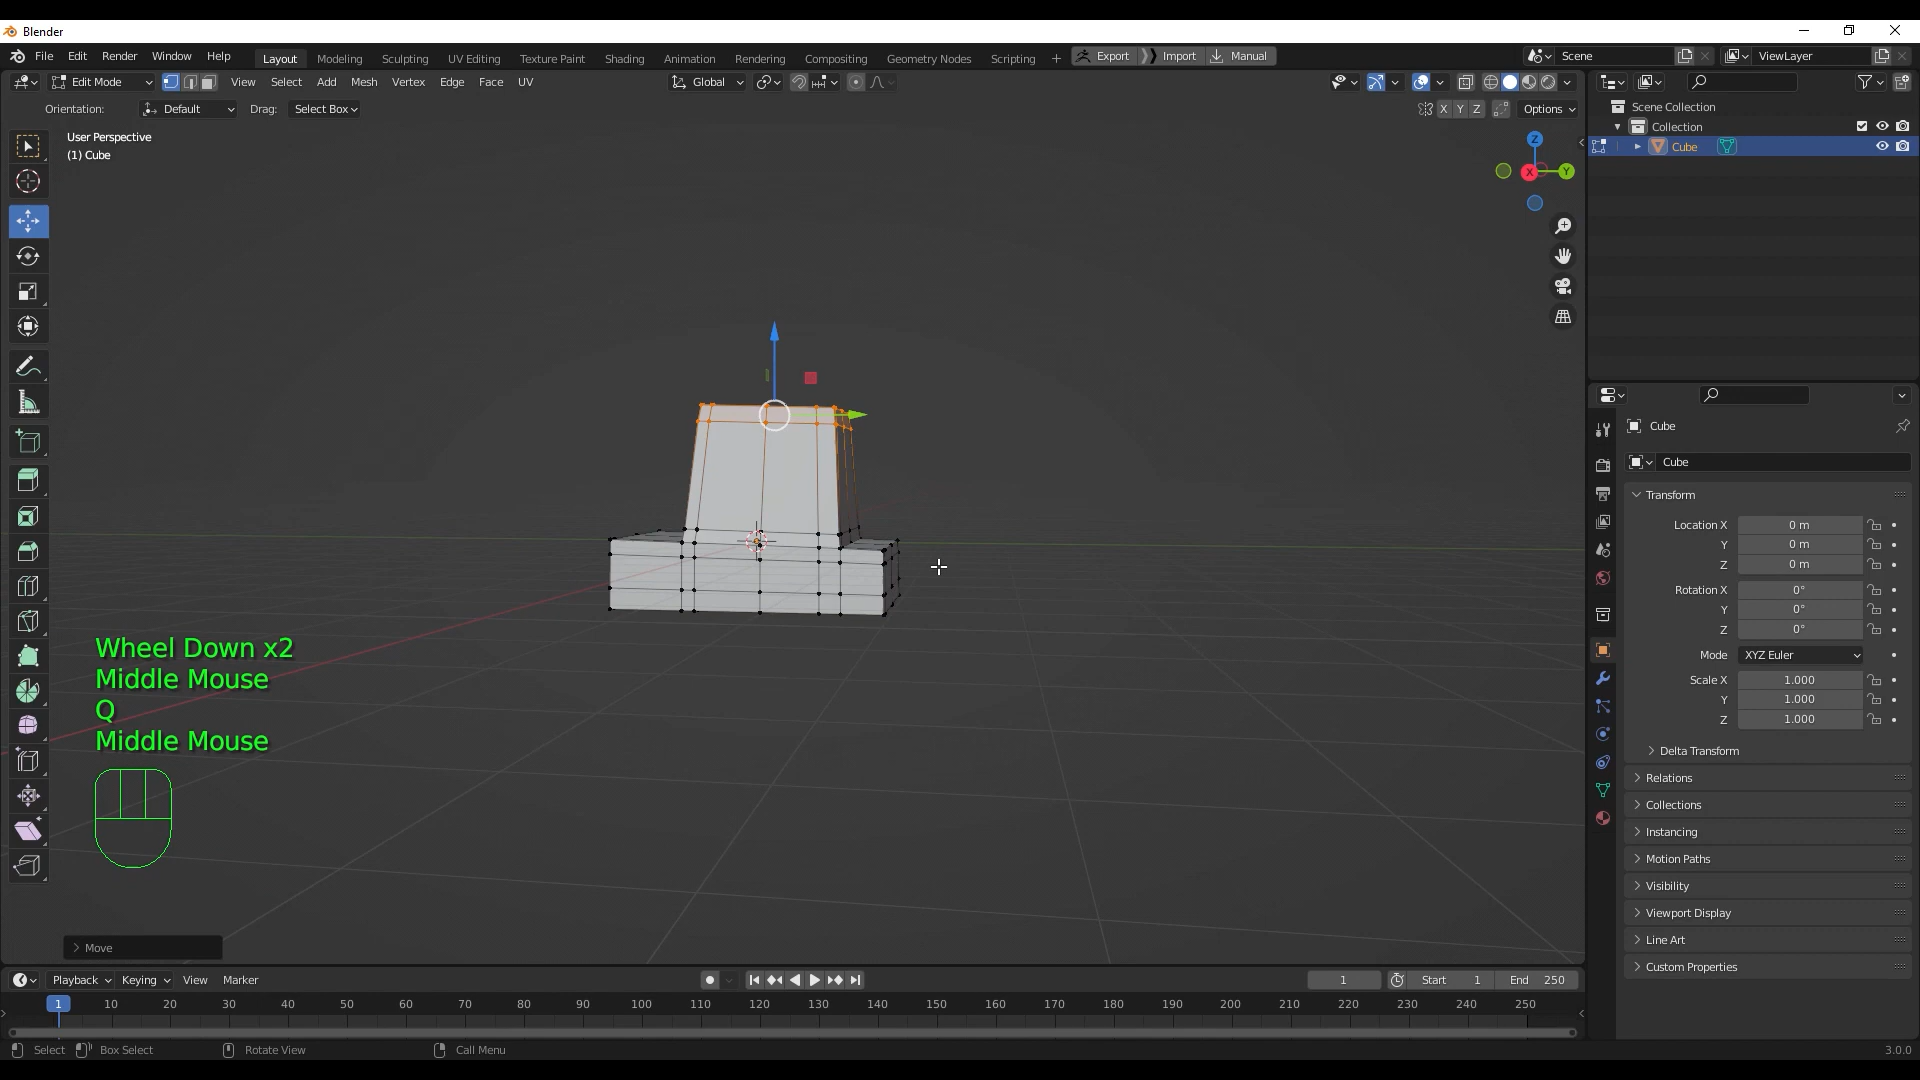 Blender
File Edit Render Window Help Layout Modeling Sculpting UV Editing Texture Paint Shading Animation Rendering Compositing Geometry Nodes Scripting + Export Import Manual Scene ViewLayer
Edit Mode View Select Add Mesh Vertex Edge Face UV Global
Orientation: Default Drag: Select Box X Y Z Options
Scene Collection
Collection
Cube
User Perspective
(1) Cube
Z
X
Y
Cube
Cube
Transform
Location X 0 m
Y 0 m
Z 0 m
Rotation X 0°
Y 0°
Z 0°
Mode XYZ Euler
Scale X 1.000
Y 1.000
Z 1.000
Delta Transform
Relations
Collections
Instancing
Motion Paths
Visibility
Viewport Display
Line Art
Custom Properties
Wheel Down x2
Middle Mouse
Q
Middle Mouse
Move
Playback Keying View Marker 1 Start 1 End 250
1 10 20 30 40 50 60 70 80 90 100 110 120 130 140 150 160 170 180 190 200 210 220 230 240 250
Select Box Select Rotate View Call Menu 3.0.0